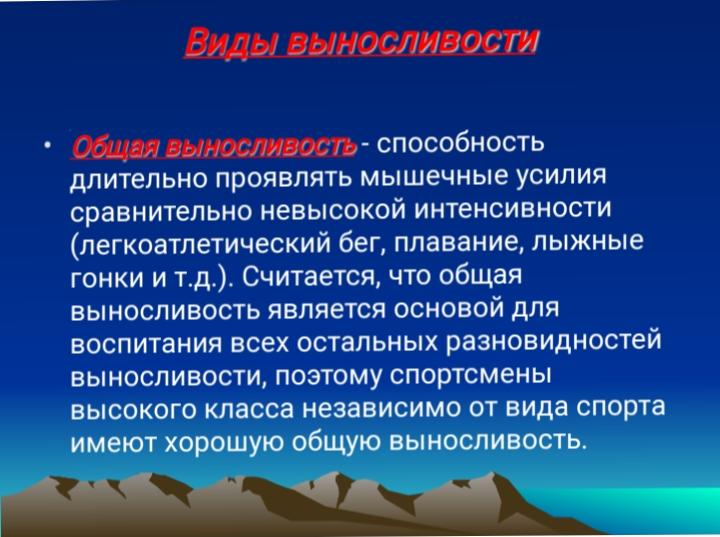 Виды выносливости
• Общая выносливость - способность
длительно проявлять мышечные усилия
сравнительно невысокой интенсивности
(легкоатлетический бег, плавание, лыжные
гонки и т.д.). Считается, что общая
выносливость является основой для
воспитания всех остальных разновидностей
выносливости, поэтому спортсмены
высокого класса независимо от вида спорта
имеют хорошую общую выносливость.